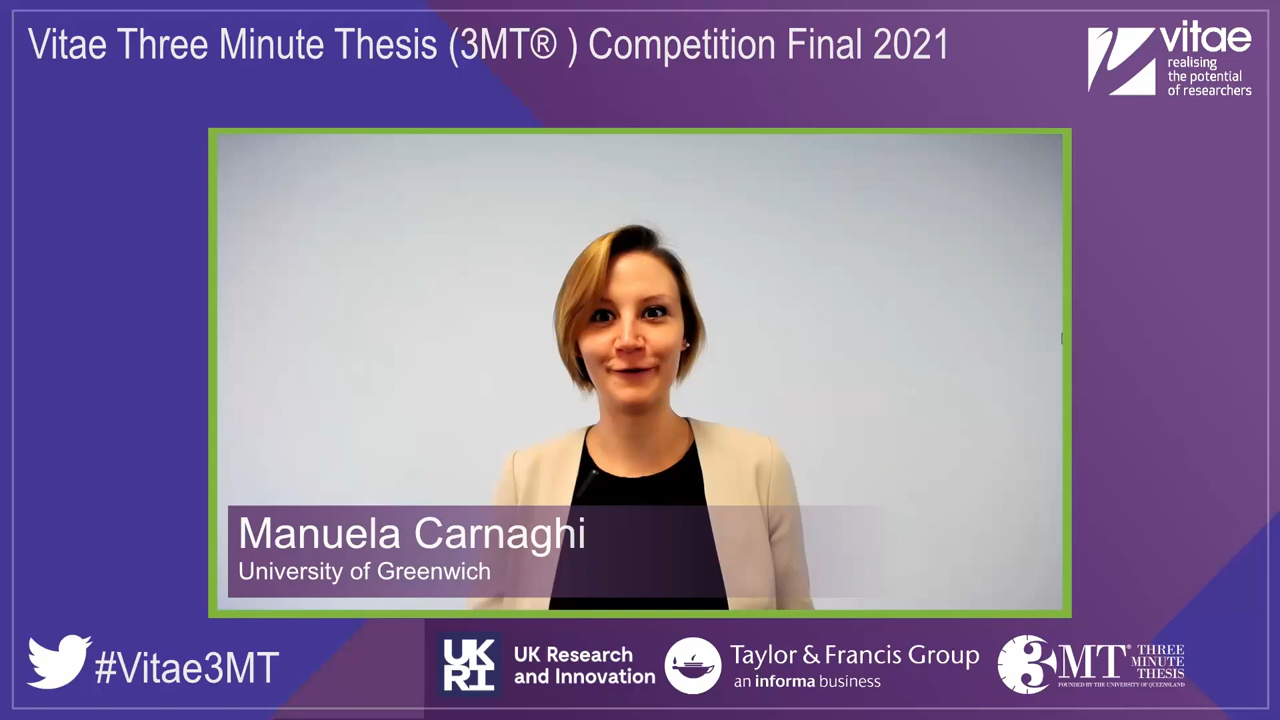 Vitae Three Minute Thesis (3MT® ) Competition Final 2021
vitae
realising
the potential
of researchers
Manuela Carnaghi
University of Greenwich
#Vitae3MT
UK
RI
UK Research
and Innovation
Taylor & Francis Group
an informa business
3MT®
THREE
MINUTE
THESIS
FOUNDED BY THE UNIVERSITY OF QUEENSLAND